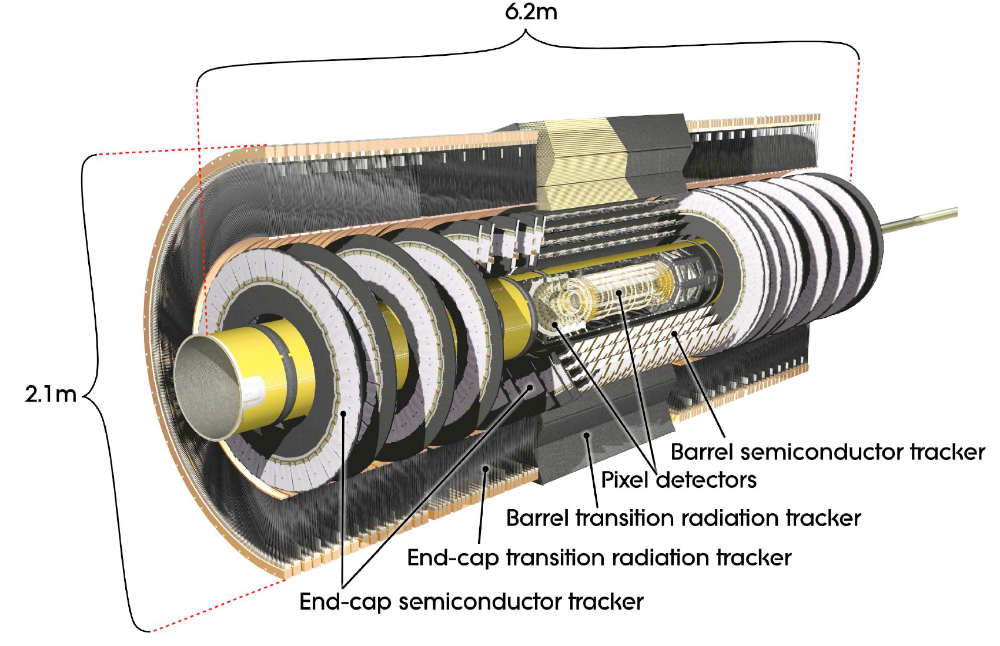 6.2m
2.1m
Barrel semiconductor tracker
Pixel detectors
Barrel transition radiation tracker
End-cap transition radiation tracker
End-cap semiconductor tracker